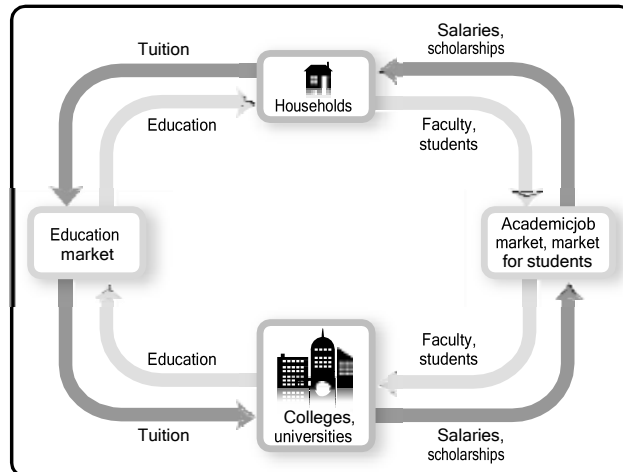 Salaries,
scholarships
Tuition
Households
Education
Faculty,
students
Education
market
Academicjob
market, market
for students
Education
Faculty,
students
Colleges,
universities
Tuition
Salaries,
scholarships